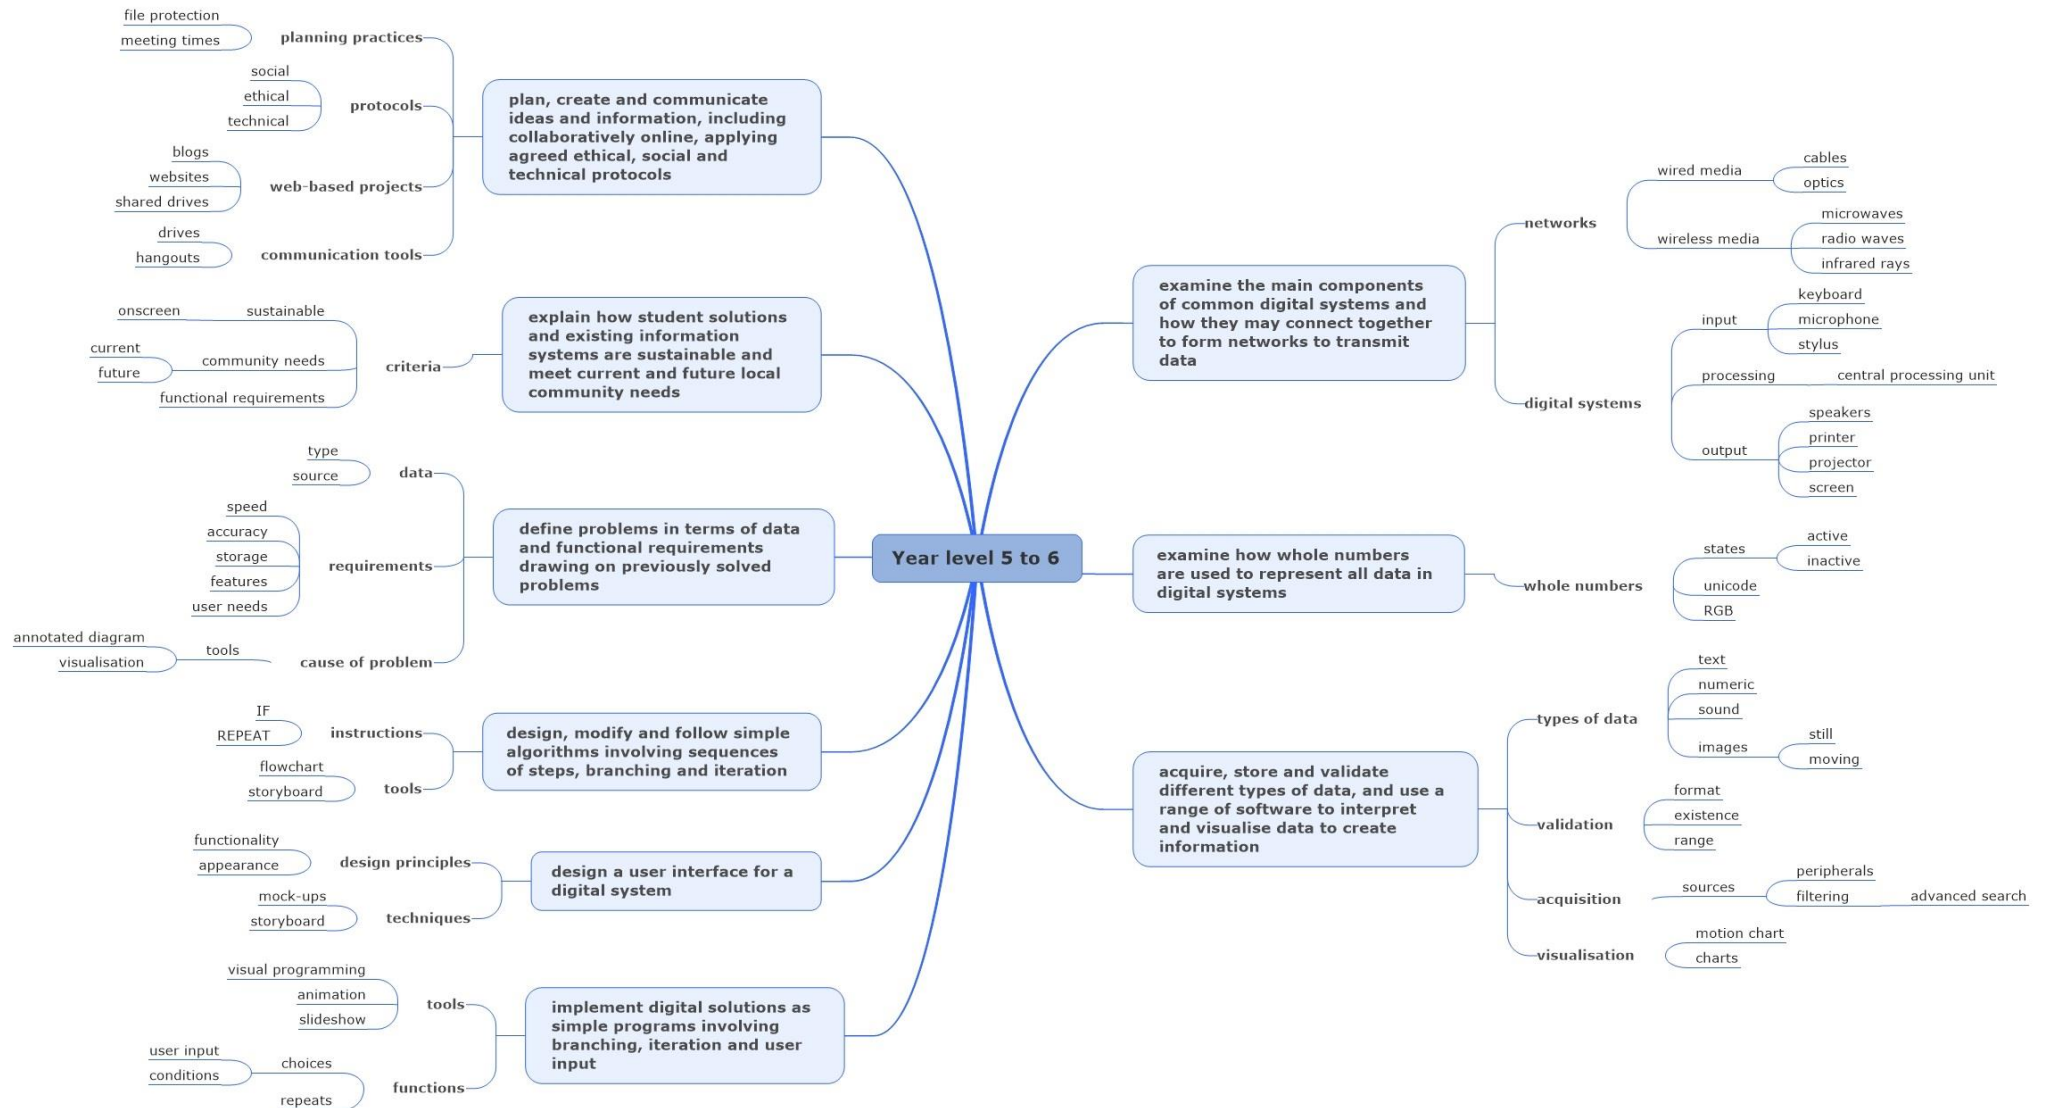 file protection
meeting times
planning practices
social
ethical
technical
protocols
blogs
websites
shared drives
web-based projects
drives
hangouts
communication tools
plan, create and communicate
ideas and information, including
collaboratively online, applying
agreed ethical, social and
technical protocols
onscreen
sustainable
current
future
community needs
functional requirements
criteria
explain how student solutions
and existing information
systems are sustainable and
meet current and future local
community needs
type
source
data
speed
accuracy
storage
features
user needs
requirements
annotated diagram
visualisation
tools
cause of problem
define problems in terms of data
and functional requirements
drawing on previously solved
problems
IF
REPEAT
instructions
flowchart
storyboard
tools
design, modify and follow simple
algorithms involving sequences
of steps, branching and iteration
functionality
appearance
design principles
mock-ups
storyboard
techniques
design a user interface for a
digital system
visual programming
animation
slideshow
tools
user input
conditions
choices
repeats
functions
implement digital solutions as
simple programs involving
branching, iteration and user
input
Year level 5 to 6
examine the main components
of common digital systems and
how they may connect together
to form networks to transmit
data
networks
wired media
cables
optics
wireless media
microwaves
radio waves
infrared rays
digital systems
input
keyboard
microphone
stylus
processing
central processing unit
output
speakers
printer
projector
screen
examine how whole numbers
are used to represent all data in
digital systems
whole numbers
states
active
inactive
unicode
RGB
acquire, store and validate
different types of data, and use a
range of software to interpret
and visualise data to create
information
types of data
text
numeric
sound
images
still
moving
validation
format
existence
range
acquisition
sources
peripherals
filtering
advanced search
visualisation
motion chart
charts